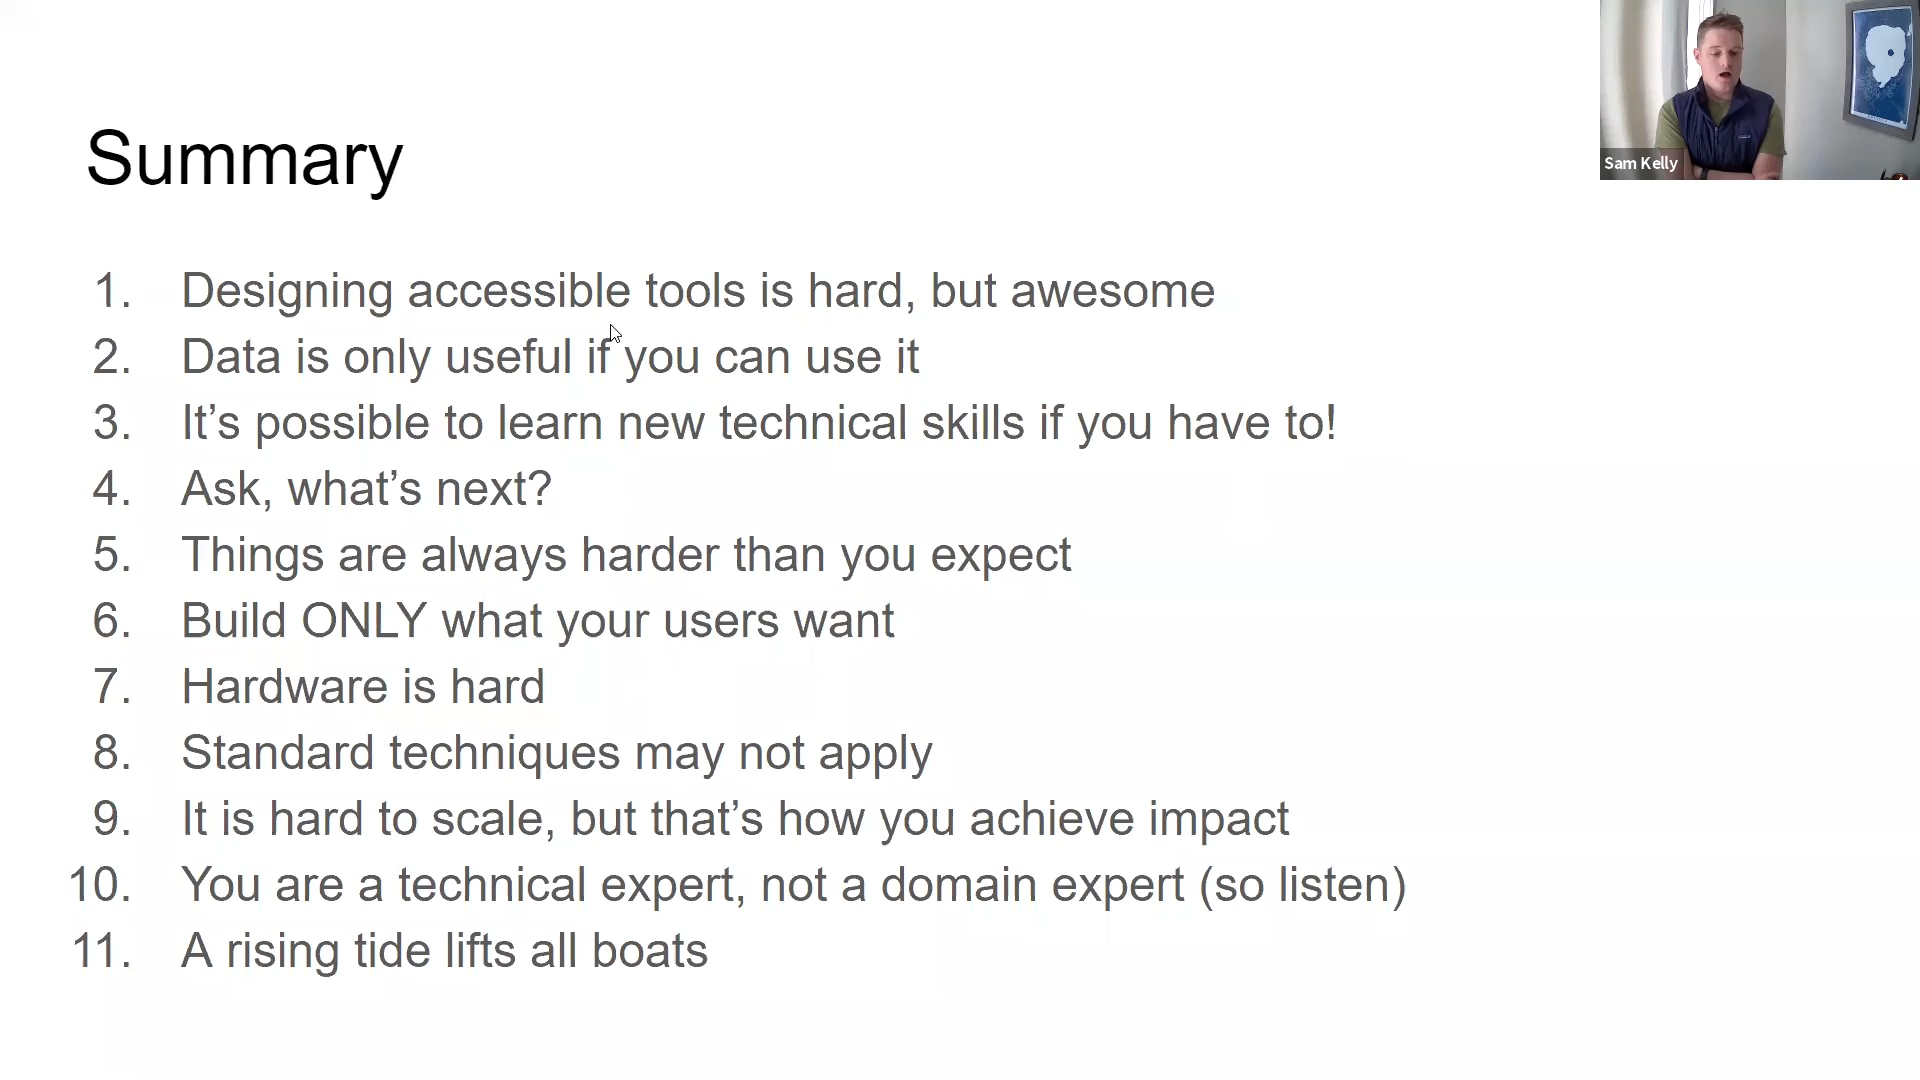 Summary
1. Designing accessible tools is hard, but awesome
2. Data is only useful if you can use it
3. It’s possible to learn new technical skills if you have to!
4. Ask, what’s next?
5. Things are always harder than you expect
6. Build ONLY what your users want
7. Hardware is hard
8. Standard techniques may not apply
9. It is hard to scale, but that’s how you achieve impact
10. You are a technical expert, not a domain expert (so listen)
11. A rising tide lifts all boats
Sam Kelly